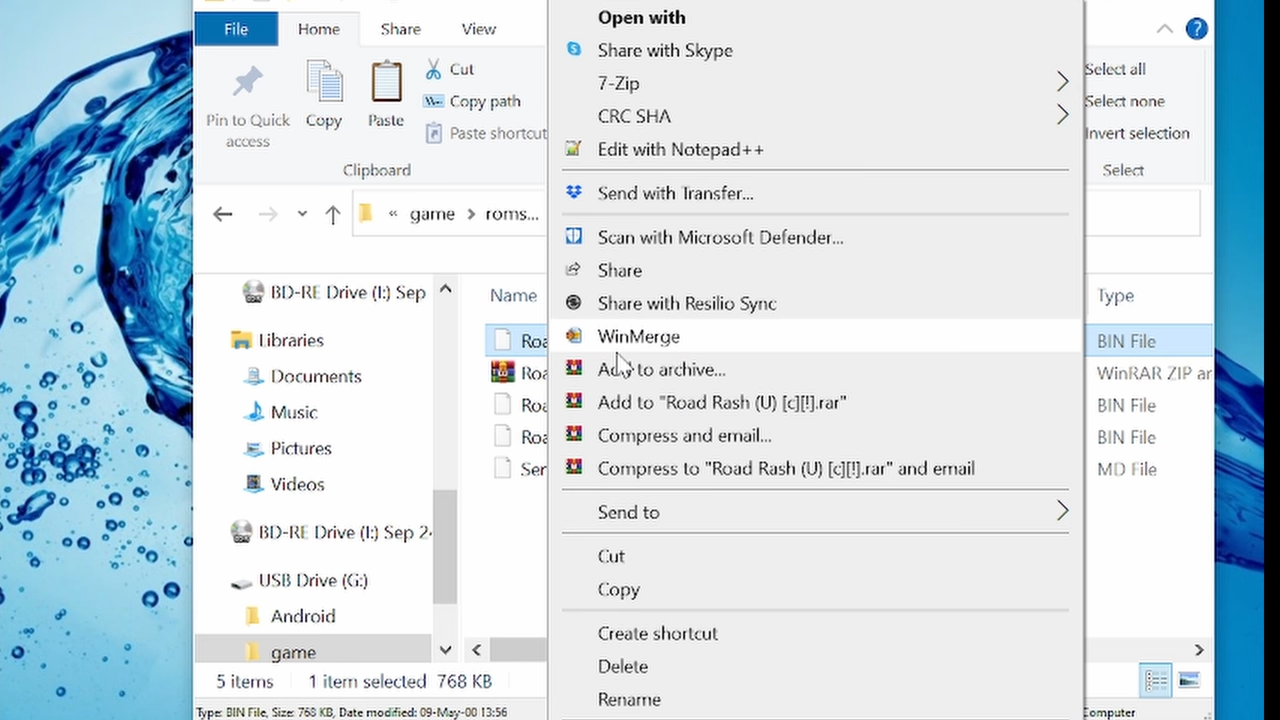 File
Home
Share
View
Pin to Quick access
Copy
Paste
Cut
Copy path
Paste shortcut
Clipboard
Select all
Select none
Invert selection
Select
« game > roms...
BD-RE Drive (I:) Sep
Libraries
Documents
Music
Pictures
Videos
BD-RE Drive (I:) Sep 2
USB Drive (G:)
Android
game
Name
Type
Roa
BIN File
Roa
WinRAR ZIP ar
Roa
BIN File
Roa
BIN File
Ser
MD File
Open with
Share with Skype
7-Zip
CRC SHA
Edit with Notepad++
Send with Transfer...
Scan with Microsoft Defender...
Share
Share with Resilio Sync
WinMerge
Add to archive...
Add to "Road Rash (U) [c][!].rar"
Compress and email...
Compress to "Road Rash (U) [c][!].rar" and email
Send to
Cut
Copy
Create shortcut
Delete
Rename
5 items
1 item selected 768 KB
Type: BIN File, Size: 768 KB, Date modified: 09-May-00 13:56
Computer